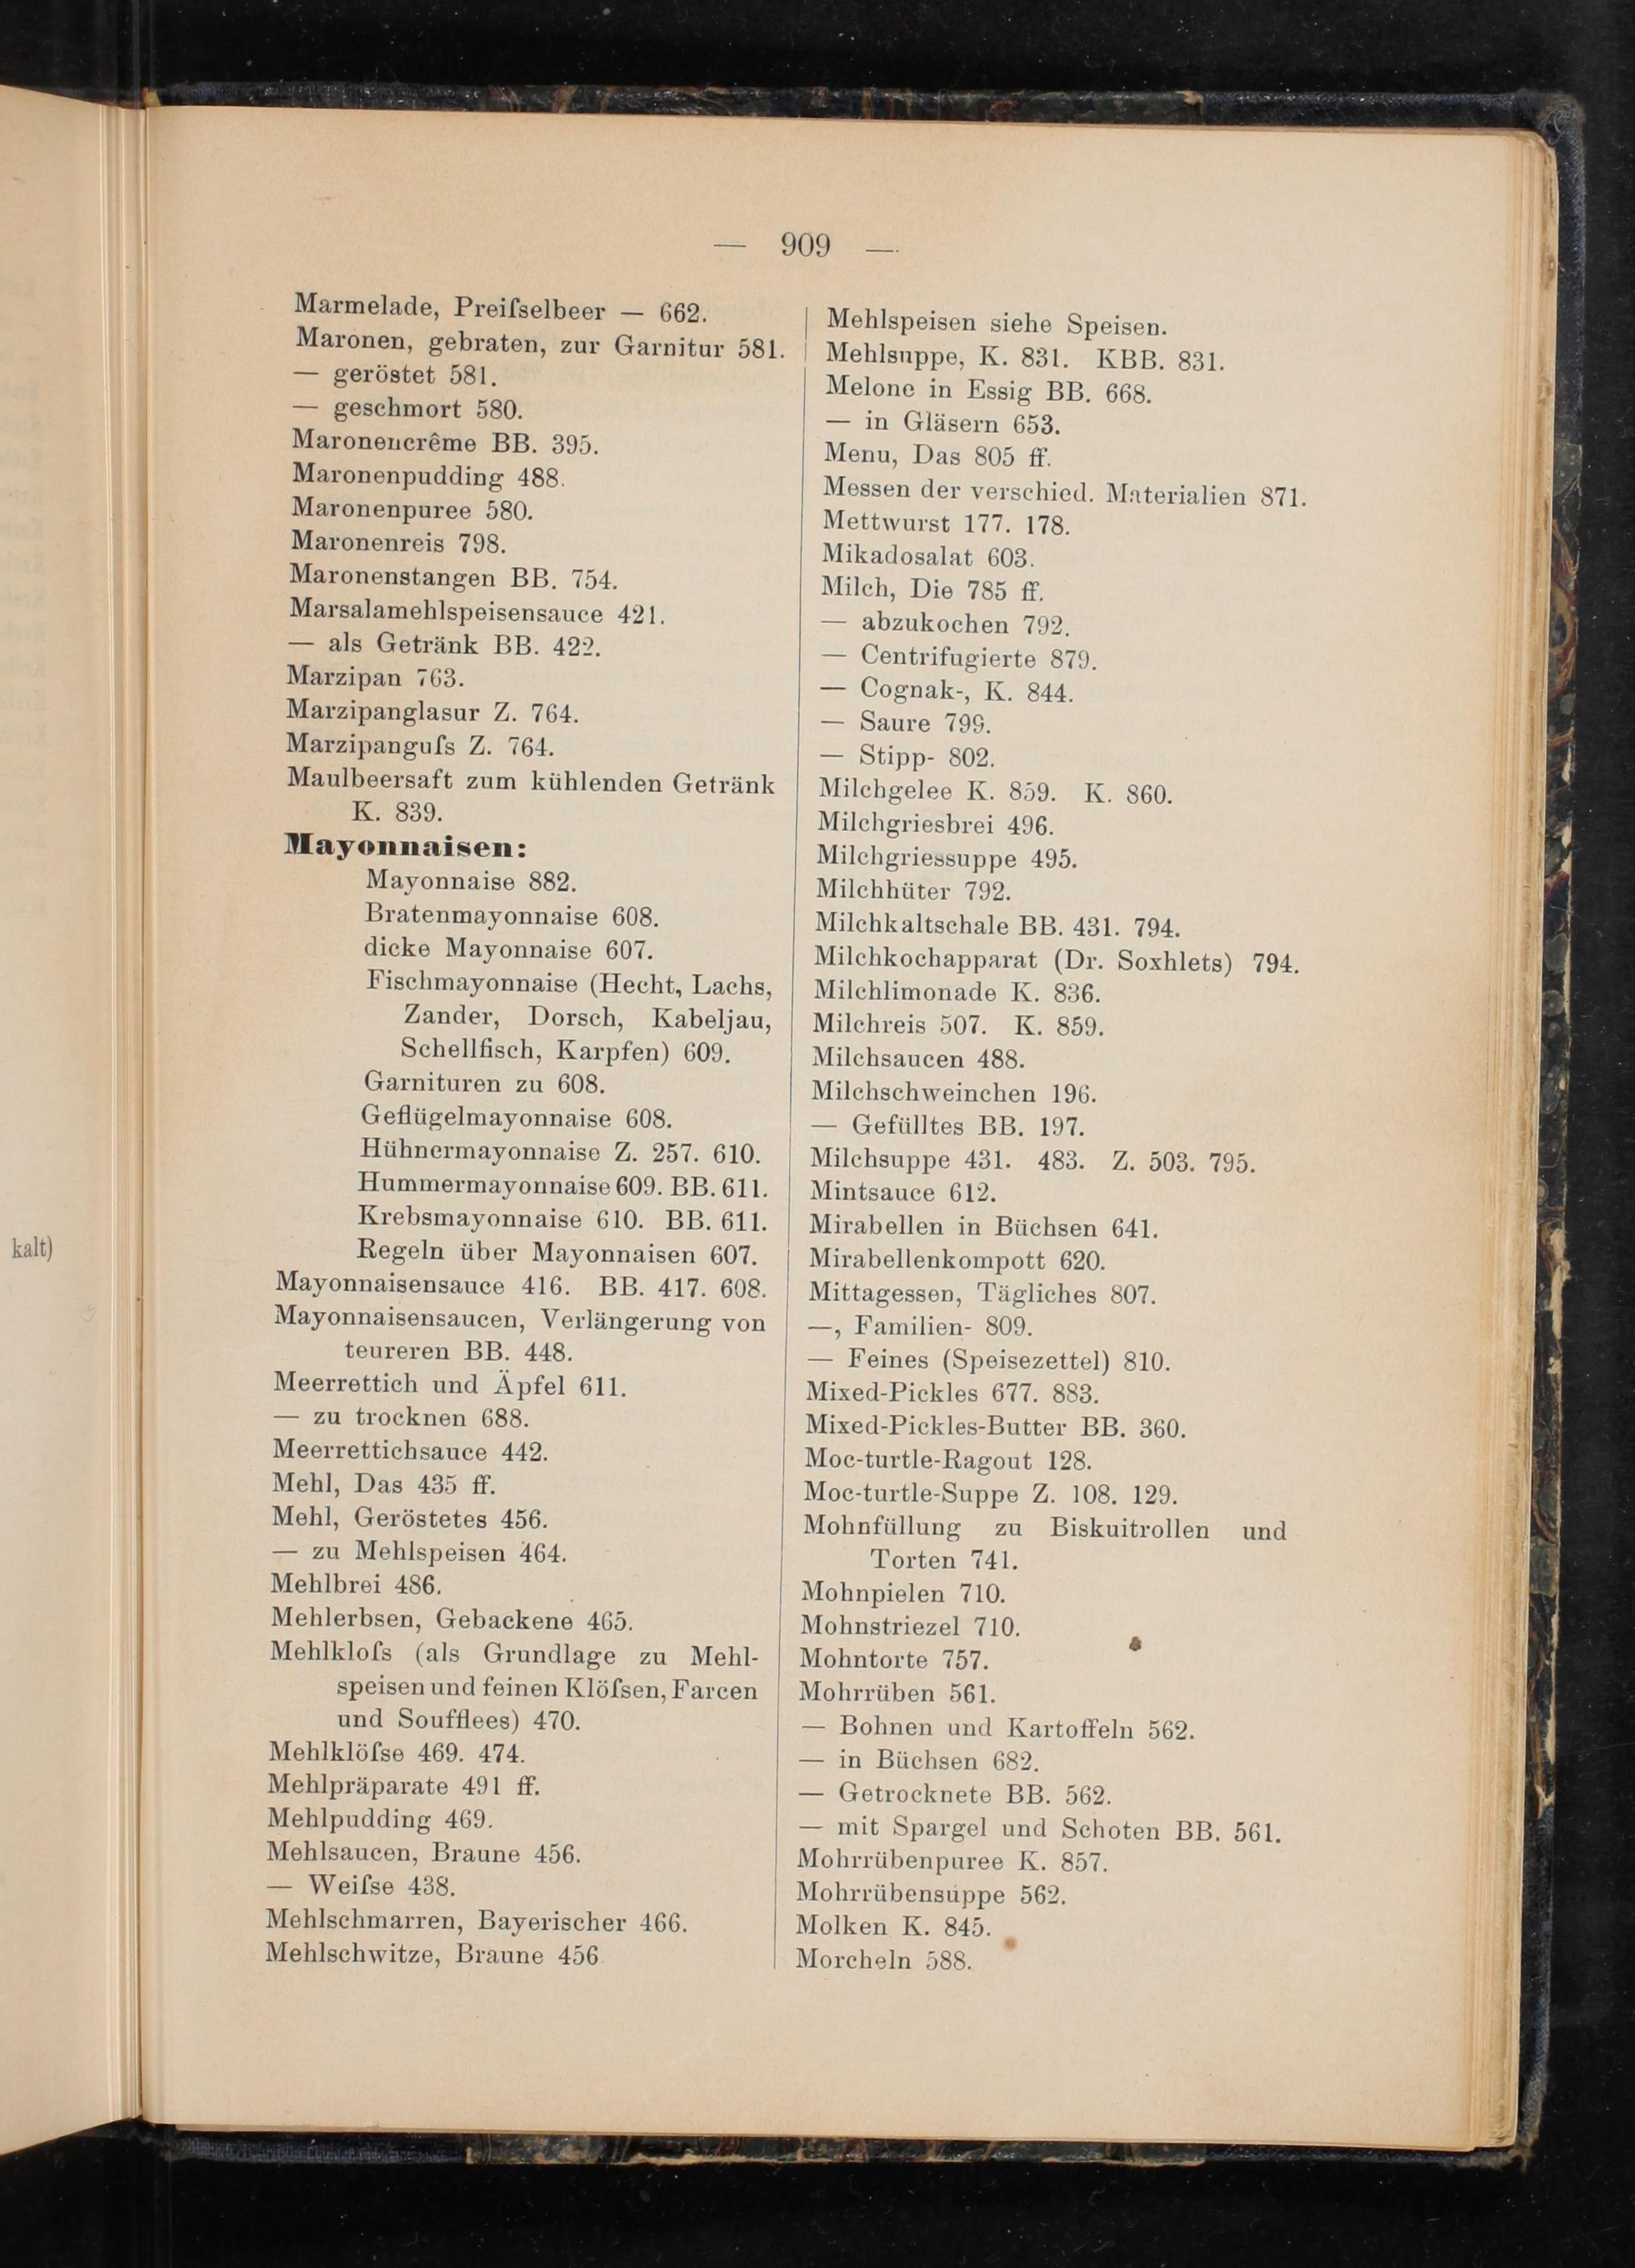 kalt)
— 909 —
Marmelade, Preiſselbeer — 662.
Maronen, gebraten, zur Garnitur 581.
— geröstet 581.
— geschmort 580.
Maronencrême BB. 395.
Maronenpudding 488.
Maronenpuree 580.
Maronenreis 798.
Maronenstangen BB. 754.
Marsalamehlspeisensauce 421.
— als Getränk BB. 422.
Marzipan 763.
Marzipanglasur Z. 764.
Marzipanguſs Z. 764.
Maulbeersaft zum kühlenden Getränk
K. 839.
Mayonnaisen:
Mayonnaise 882.
Bratenmayonnaise 608.
dicke Mayonnaise 607.
Fischmayonnaise (Hecht, Lachs,
Zander, Dorsch, Kabeljau,
Schellfisch, Karpfen) 609.
Garnituren zu 608.
Geflügelmayonnaise 608.
Hühnermayonnaise Z. 257. 610.
Hummermayonnaise 609. BB. 611.
Krebsmayonnaise 610. BB. 611.
Regeln über Mayonnaisen 607.
Mayonnaisensauce 416. BB. 417. 608.
Mayonnaisensaucen, Verlängerung von
teureren BB. 448.
Meerrettich und Äpfel 611.
— zu trocknen 688.
Meerrettichsauce 442.
Mehl, Das 435 ff.
Mehl, Geröstetes 456.
— zu Mehlspeisen 464.
Mehlbrei 486.
Mehlerbsen, Gebackene 465.
Mehlkloſs (als Grundlage zu Mehl-
speisen und feinen Klöſsen, Farcen
und Soufflees) 470.
Mehlklöſse 469. 474.
Mehlpräparate 491 ff.
Mehlpudding 469.
Mehlsaucen, Braune 456.
— Weiſse 438.
Mehlschmarren, Bayerischer 466.
Mehlschwitze, Braune 456.
Mehlspeisen siehe Speisen.
Mehlsuppe, K. 831. KBB. 831.
Melone in Essig BB. 668.
— in Gläsern 653.
Menu, Das 805 ff.
Messen der verschied. Materialien 871.
Mettwurst 177. 178.
Mikadosalat 603.
Milch, Die 785 ff.
— abzukochen 792.
— Centrifugierte 879.
— Cognak-, K. 844.
— Saure 799.
— Stipp- 802.
Milchgelee K. 859. K. 860.
Milchgriesbrei 496.
Milchgriessuppe 495.
Milchhüter 792.
Milchkaltschale BB. 431. 794.
Milchkochapparat (Dr. Soxhlets) 794.
Milchlimonade K. 836.
Milchreis 507. K. 859.
Milchsaucen 488.
Milchschweinchen 196.
— Gefülltes BB. 197.
Milchsuppe 431. 483. Z. 503. 795.
Mintsauce 612.
Mirabellen in Büchsen 641.
Mirabellenkompott 620.
Mittagessen, Tägliches 807.
—, Familien- 809.
— Feines (Speisezettel) 810.
Mixed-Pickles 677. 883.
Mixed-Pickles-Butter BB. 360.
Moc-turtle-Ragout 128.
Moc-turtle-Suppe Z. 108. 129.
Mohnfüllung zu Biskuitrollen und
Torten 741.
Mohnpielen 710.
Mohnstriezel 710.
Mohntorte 757.
Mohrrüben 561.
— Bohnen und Kartoffeln 562.
— in Büchsen 682.
— Getrocknete BB. 562.
— mit Spargel und Schoten BB. 561.
Mohrrübenpuree K. 857.
Mohrrübensuppe 562.
Molken K. 845.
Morcheln 588.